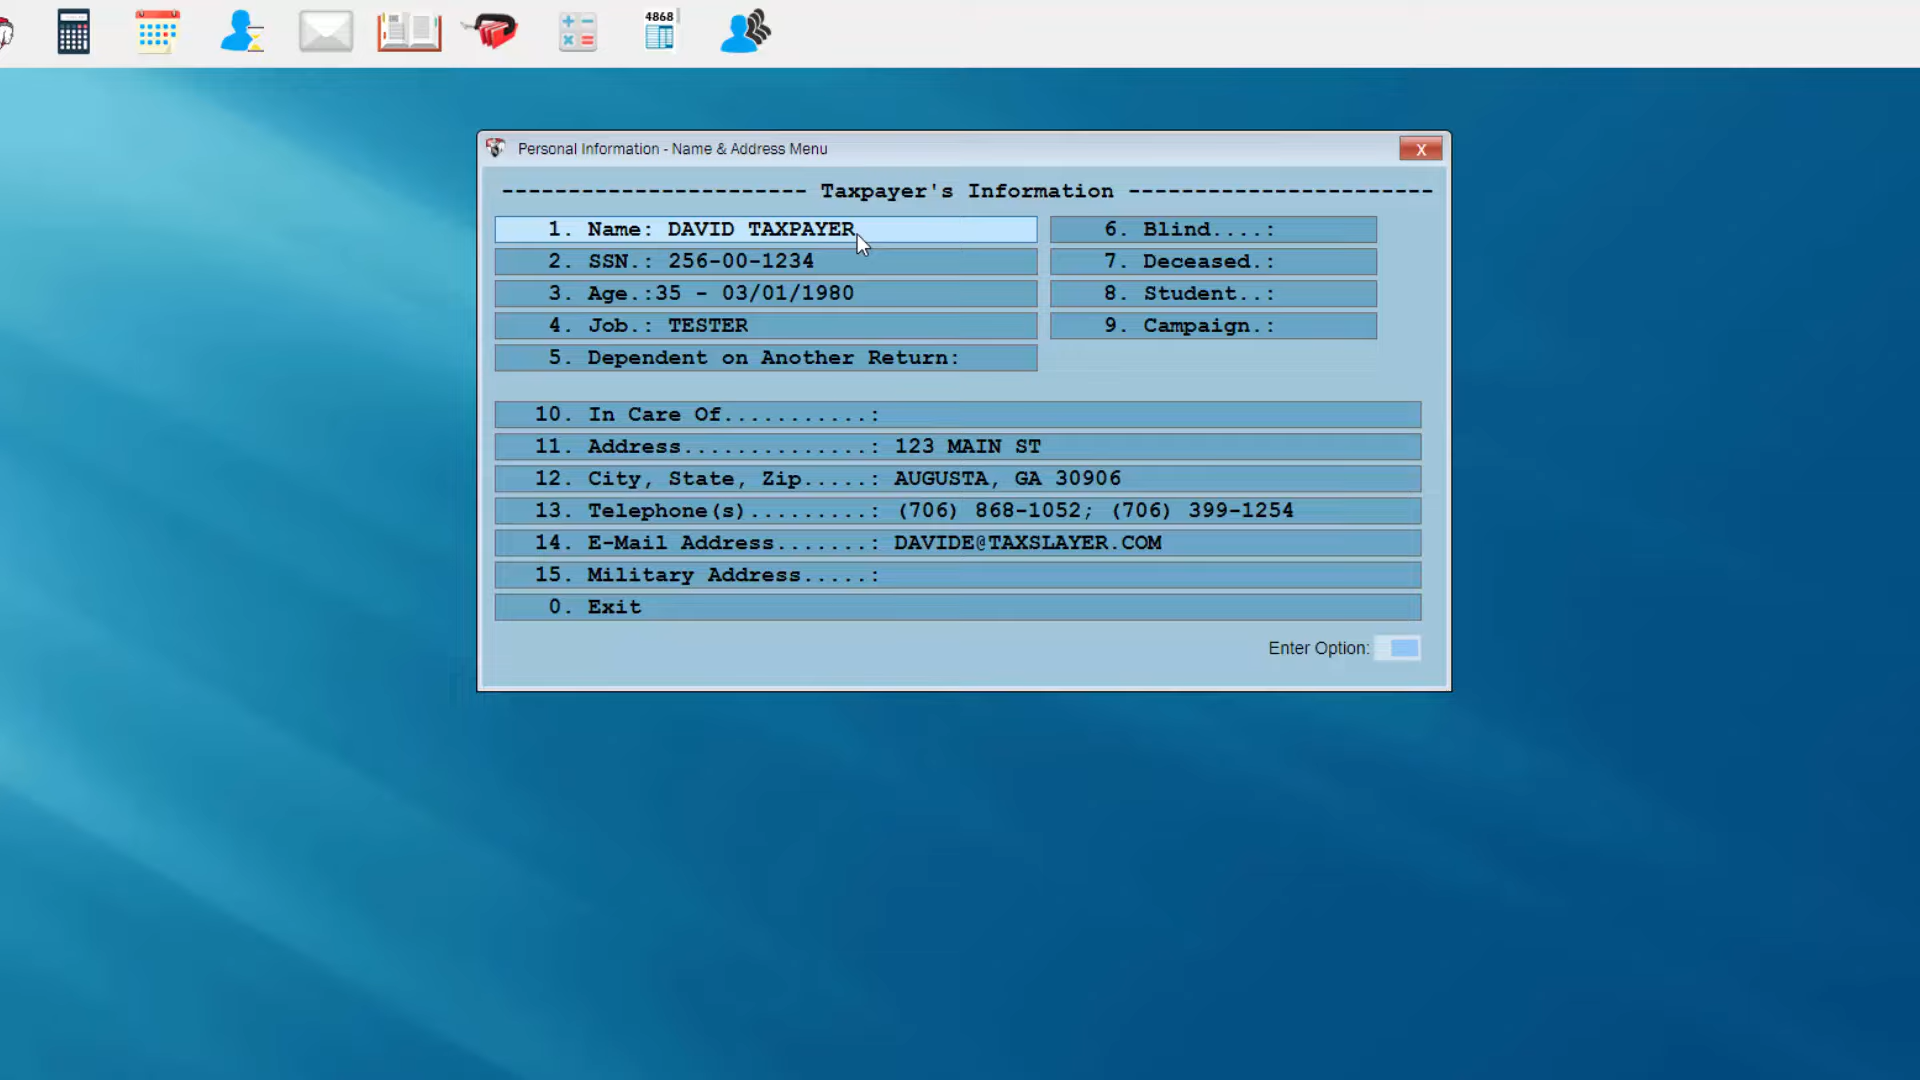 4868
Personal Information - Name & Address Menu
X
----------------------- Taxpayer's Information -----------------------
1. Name: DAVID TAXPAYER
6. Blind....:
2. SSN.: 256-00-1234
7. Deceased.:
3. Age.:35 - 03/01/1980
8. Student..:
4. Job.: TESTER
9. Campaign.:
5. Dependent on Another Return:
10. In Care Of...........:
11. Address..............: 123 MAIN ST
12. City, State, Zip.....: AUGUSTA, GA 30906
13. Telephone(s).........: (706) 868-1052; (706) 399-1254
14. E-Mail Address.......: DAVIDE@TAXSLAYER.COM
15. Military Address.....:
0. Exit
Enter Option: